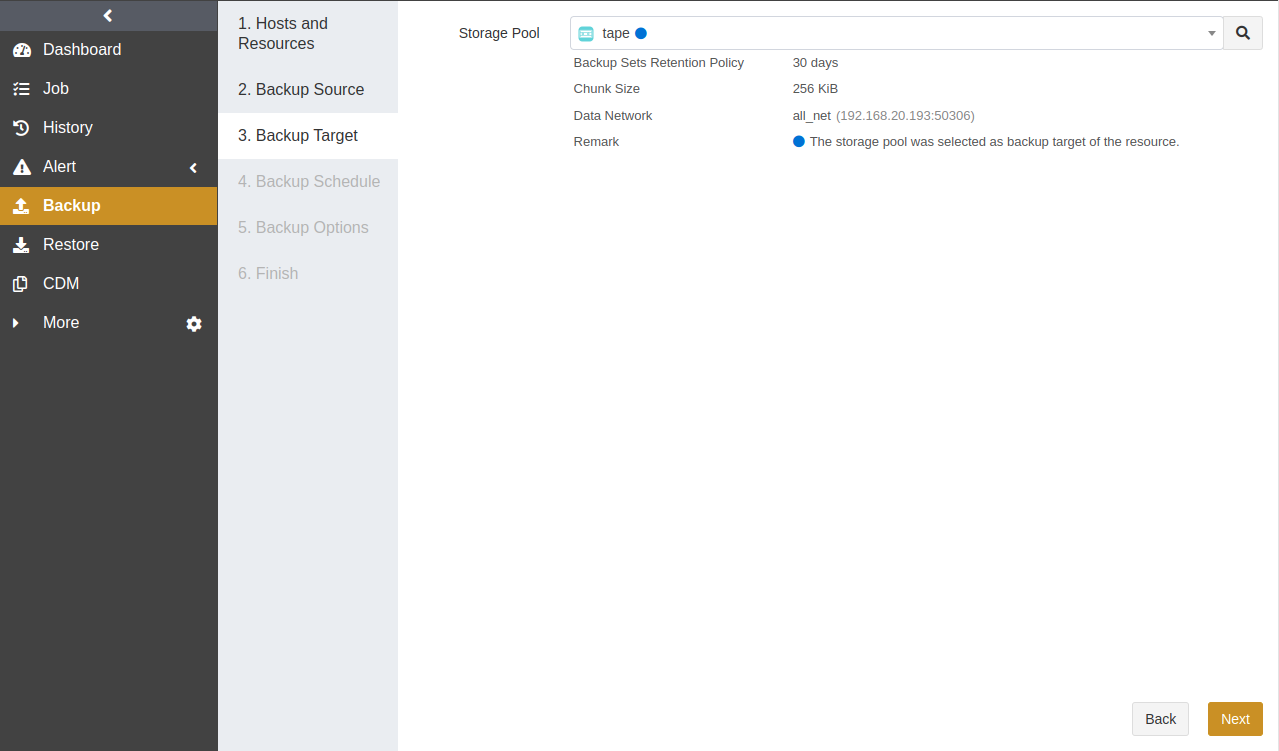 Dashboard
Job
History
Alert
Backup
Restore
CDM
More
1. Hosts and
Resources
2. Backup Source
3. Backup Target
4. Backup Schedule
5. Backup Options
6. Finish
Storage Pool
tape
Backup Sets Retention Policy 30 days
Chunk Size 256 KiB
Data Network all_net (192.168.20.193:50306)
Remark The storage pool was selected as backup target of the resource.
Back Next